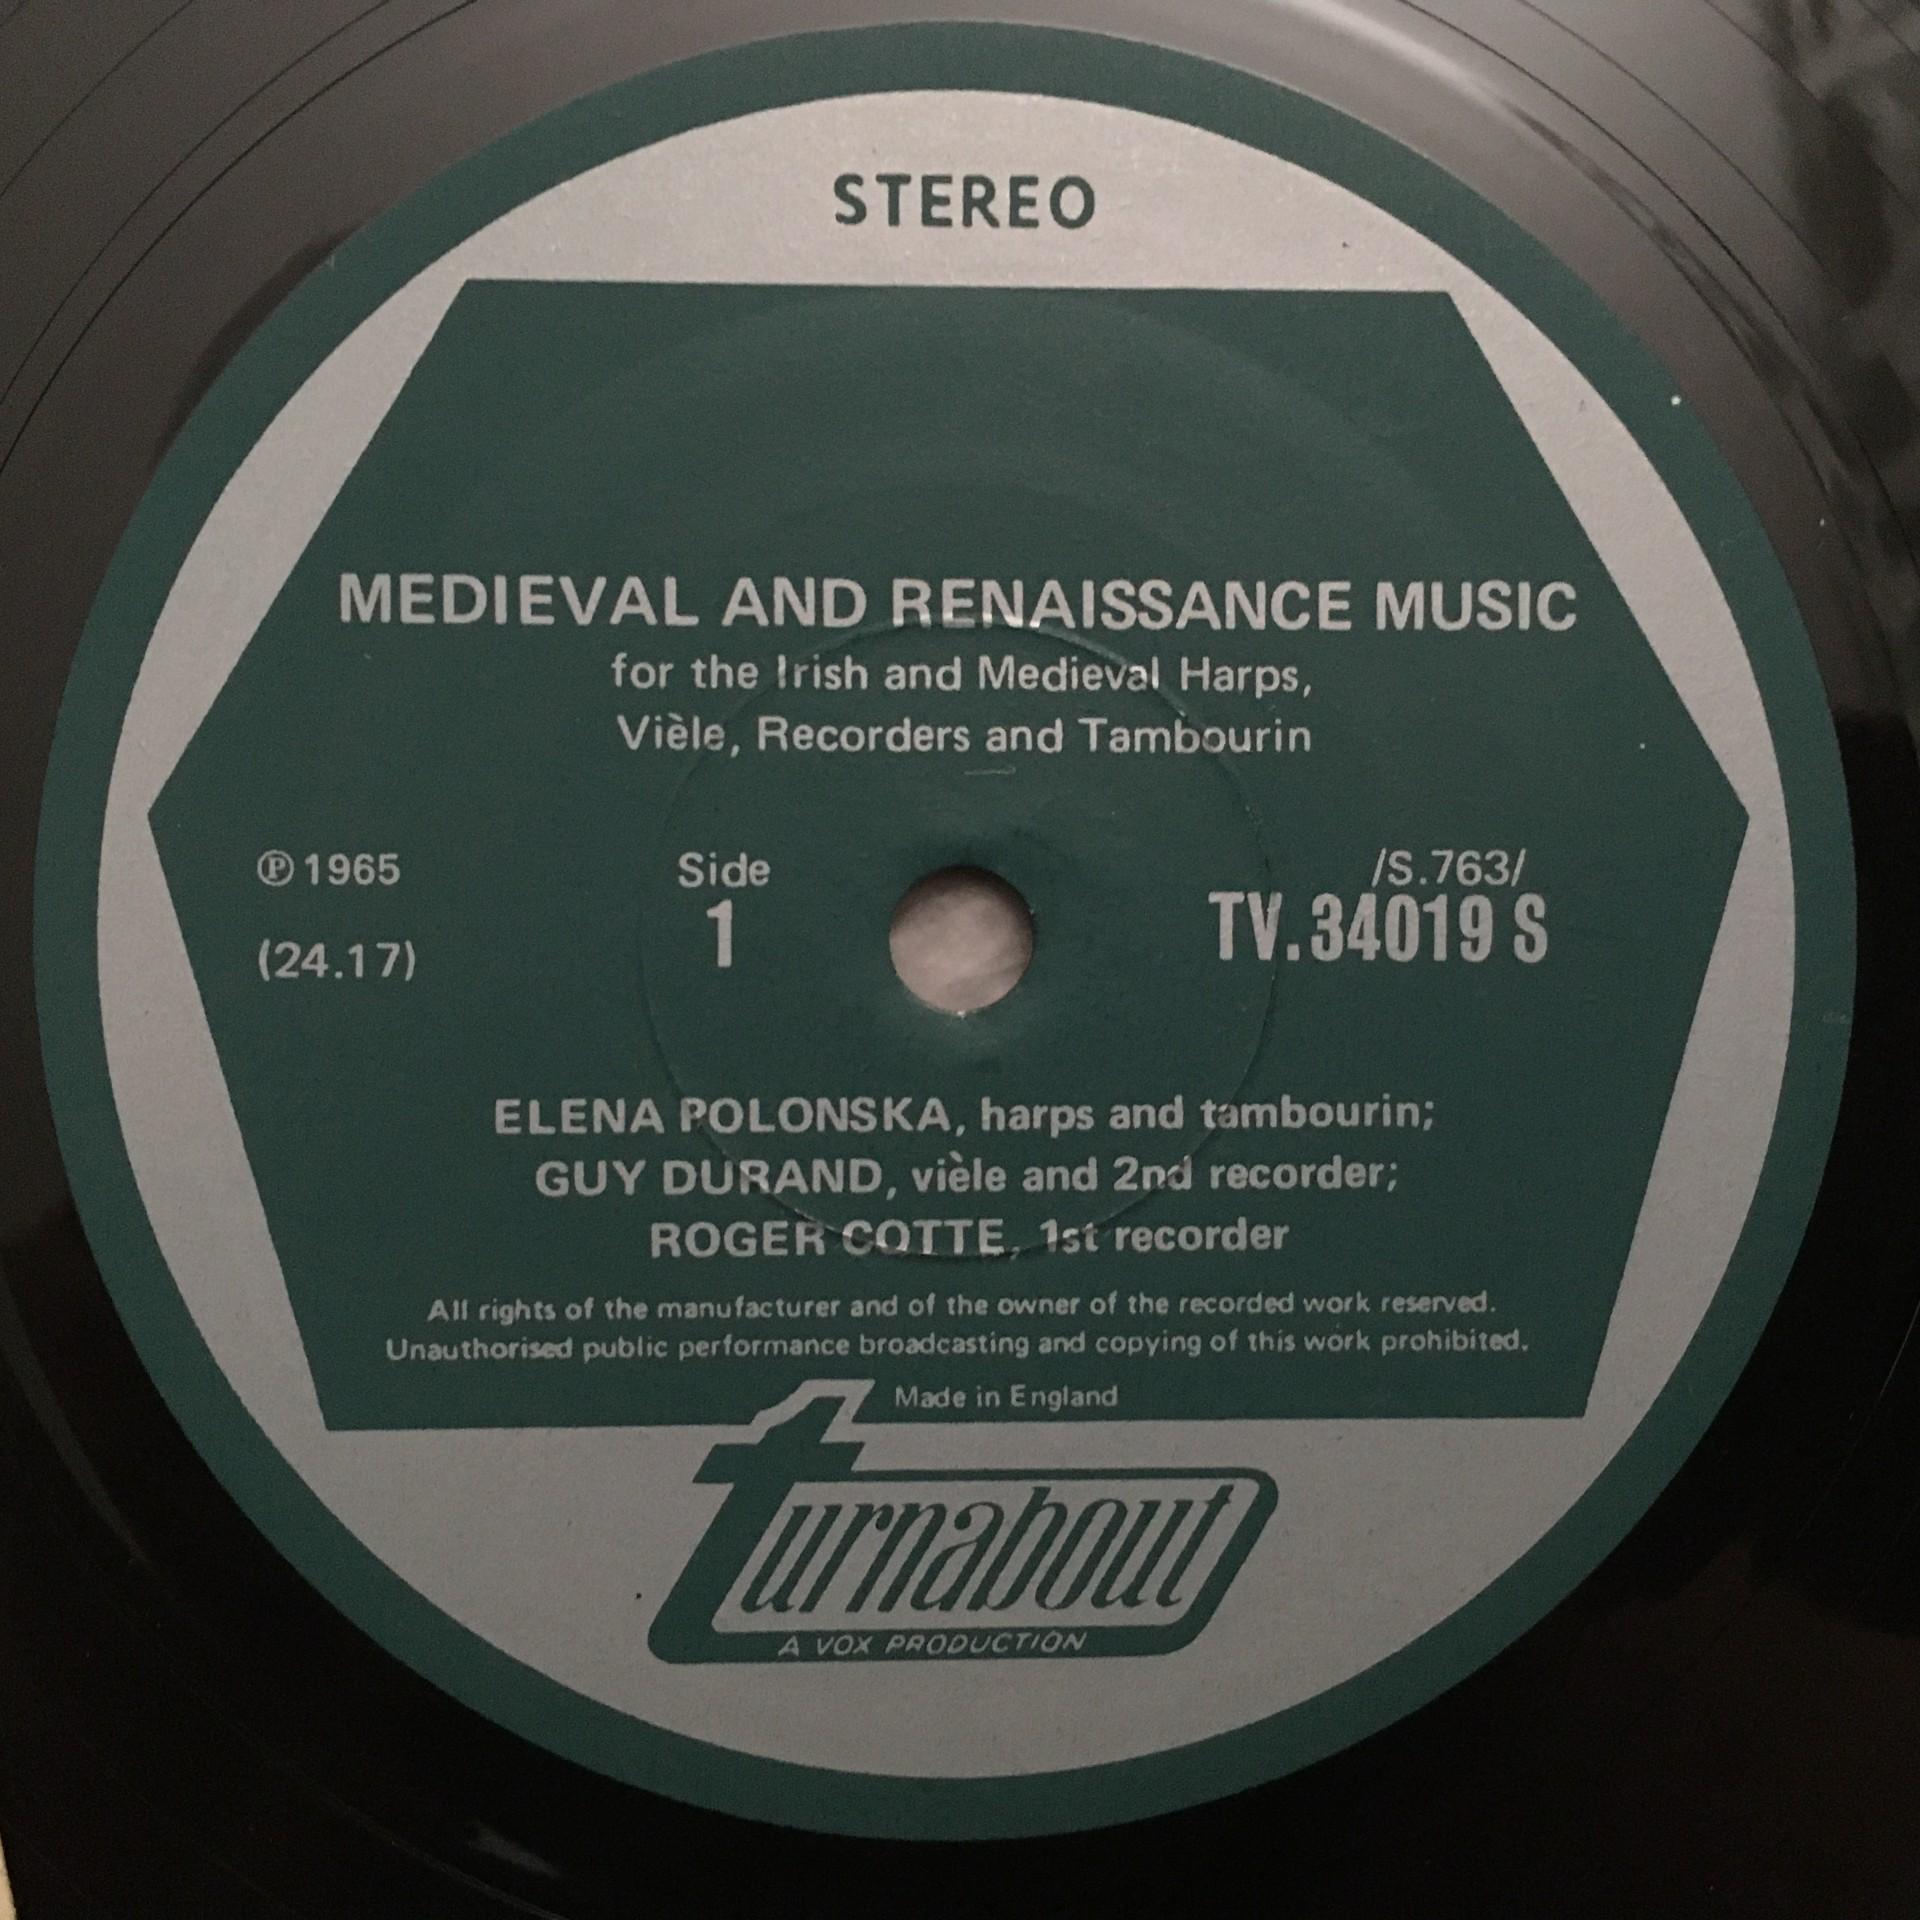 STEREO
MEDIEVAL AND RENAISSANCE MUSIC
for the Irish and Medieval Harps,
Vièle, Recorders and Tambourin
℗ 1965
(24.17)
Side
1
/S.763/
TV.34019 S
ELENA POLONSKA, harps and tambourin;
GUY DURAND, vièle and 2nd recorder;
ROGER COTTE, 1st recorder
All rights of the manufacturer and of the owner of the recorded work reserved.
Unauthorised public performance broadcasting and copying of this work prohibited.
Made in England
turnabout
A VOX PRODUCTION